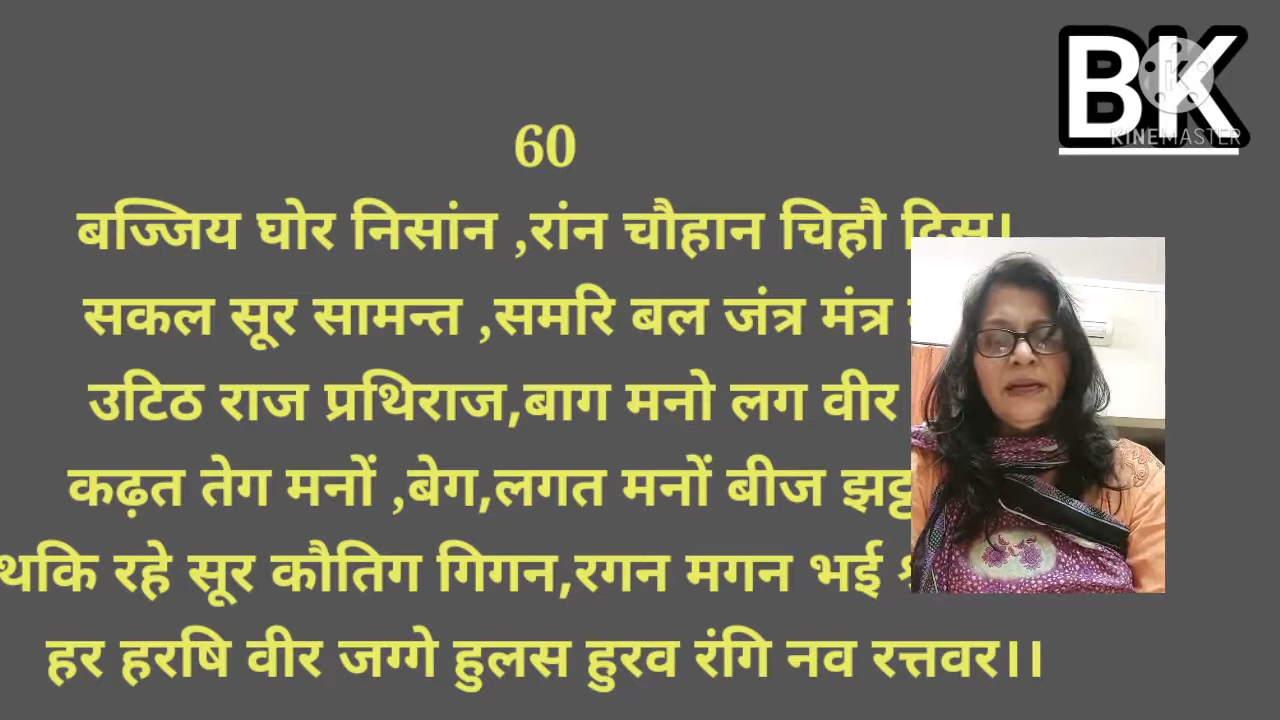 BK
KINEMASTER
60
बज्जिय घोर निसांन ,रांन चौहान चिहौ दिस।
सकल सूर सामन्त ,समरि बल जंत्र मंत्र
उटिठ राज प्रथिराज,बाग मनो लग वीर
कढ़त तेग मनों ,बेग,लगत मनों बीज
थकि रहे सूर कौतिग गिगन,रगन मगन भई
हर हरषि वीर जग्गे हुलस हुरव रंगि नव रत्तवर।।